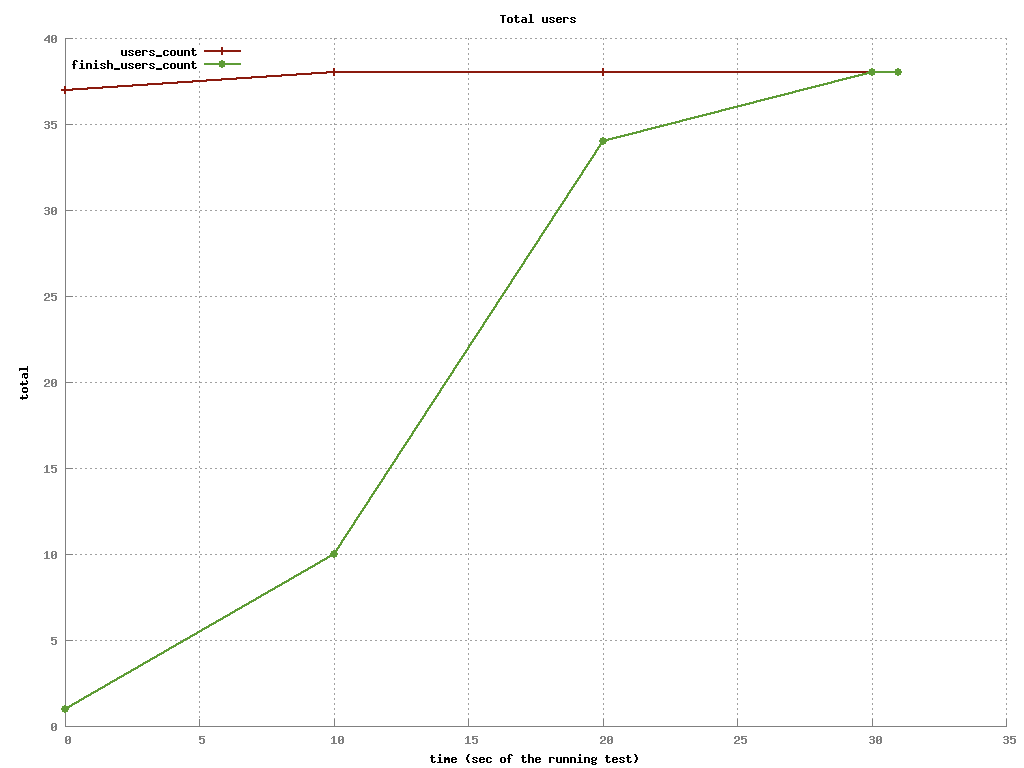 Total users
users_count
finish_users_count
40
35
30
25
20
15
10
5
0
total
0 5 10 15 20 25 30 35
time (sec of the running test)